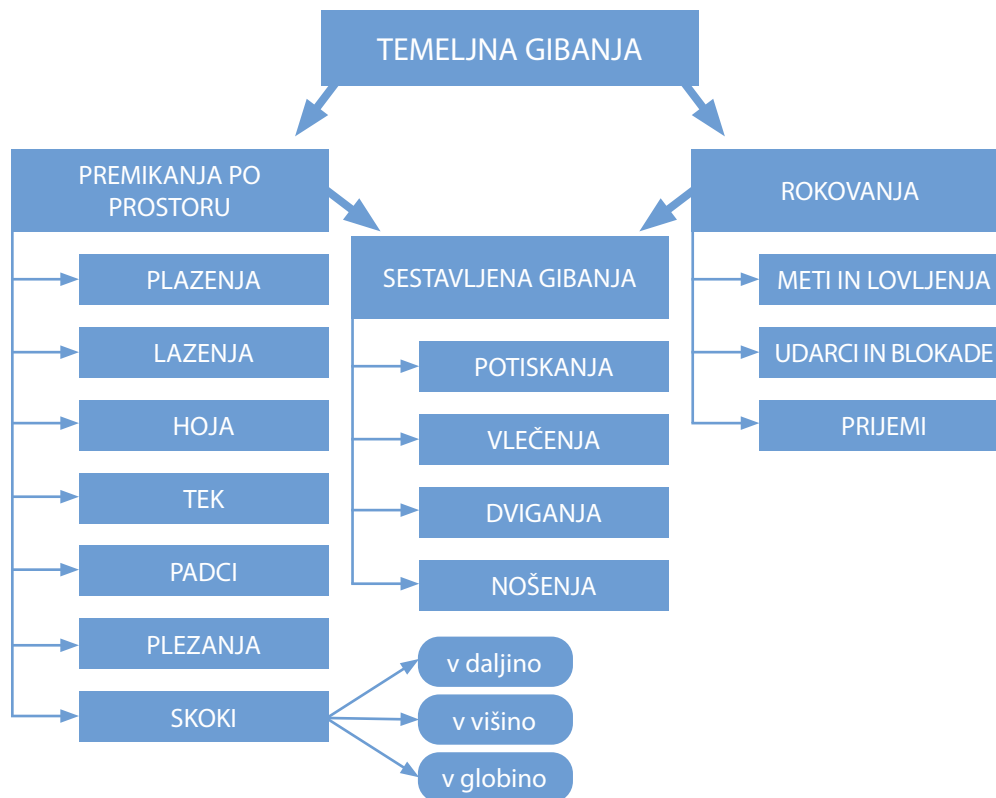 TEMELJNA GIBANJA
PREMIKANJA PO
PROSTORU
PLAZENJA
LAZENJA
HOJA
TEK
PADCI
PLEZANJA
SKOKI
v daljino
v višino
v globino
SESTAVLJENA GIBANJA
POTISKANJA
VLEČENJA
DVIGANJA
NOŠENJA
ROKOVANJA
METI IN LOVLJENJA
UDARCI IN BLOKADE
PRIJEMI